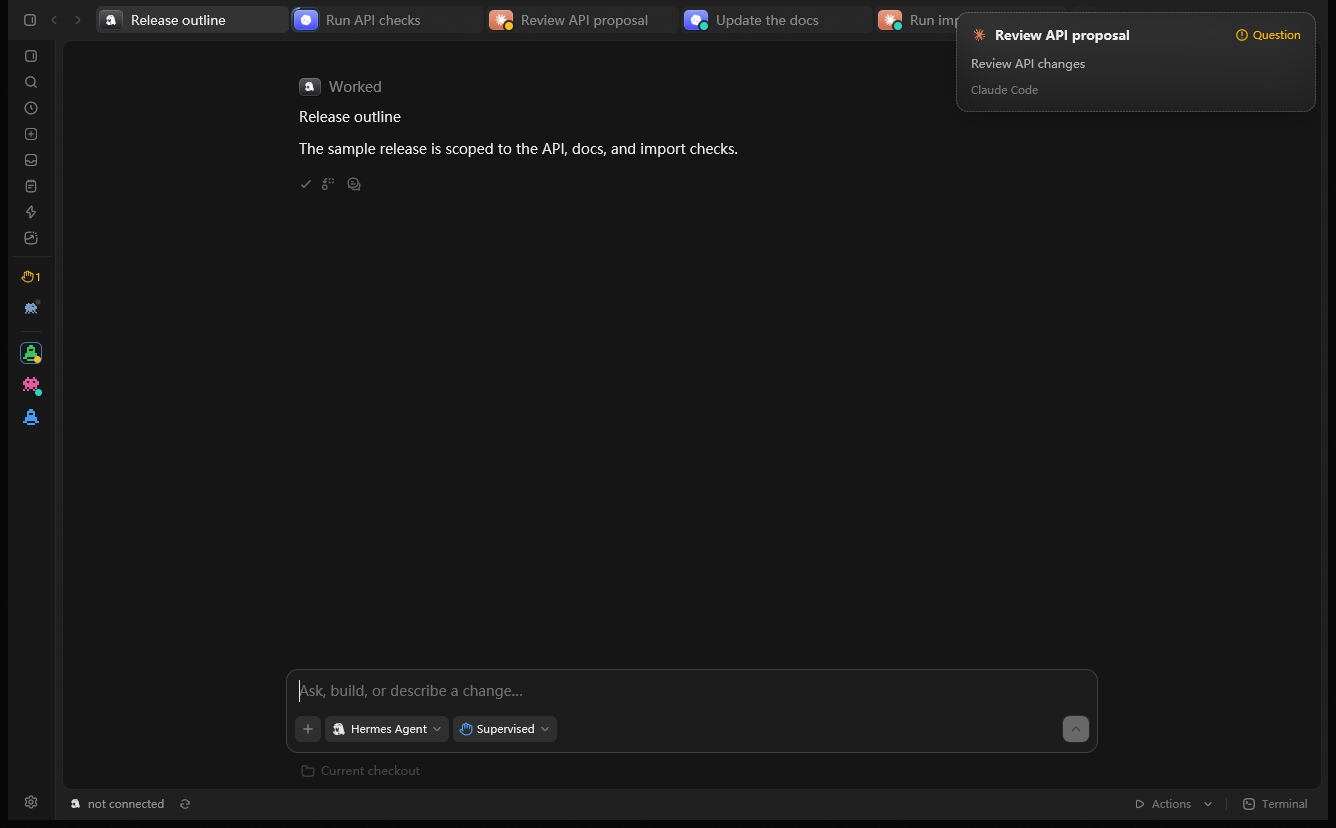 Release outline
Run API checks
Review API proposal
Update the docs
Run imp
Review API proposal
Question
Review API changes
Claude Code
Worked
Release outline
The sample release is scoped to the API, docs, and import checks.
1
Ask, build, or describe a change...
Hermes Agent
Supervised
Current checkout
not connected
Actions
Terminal